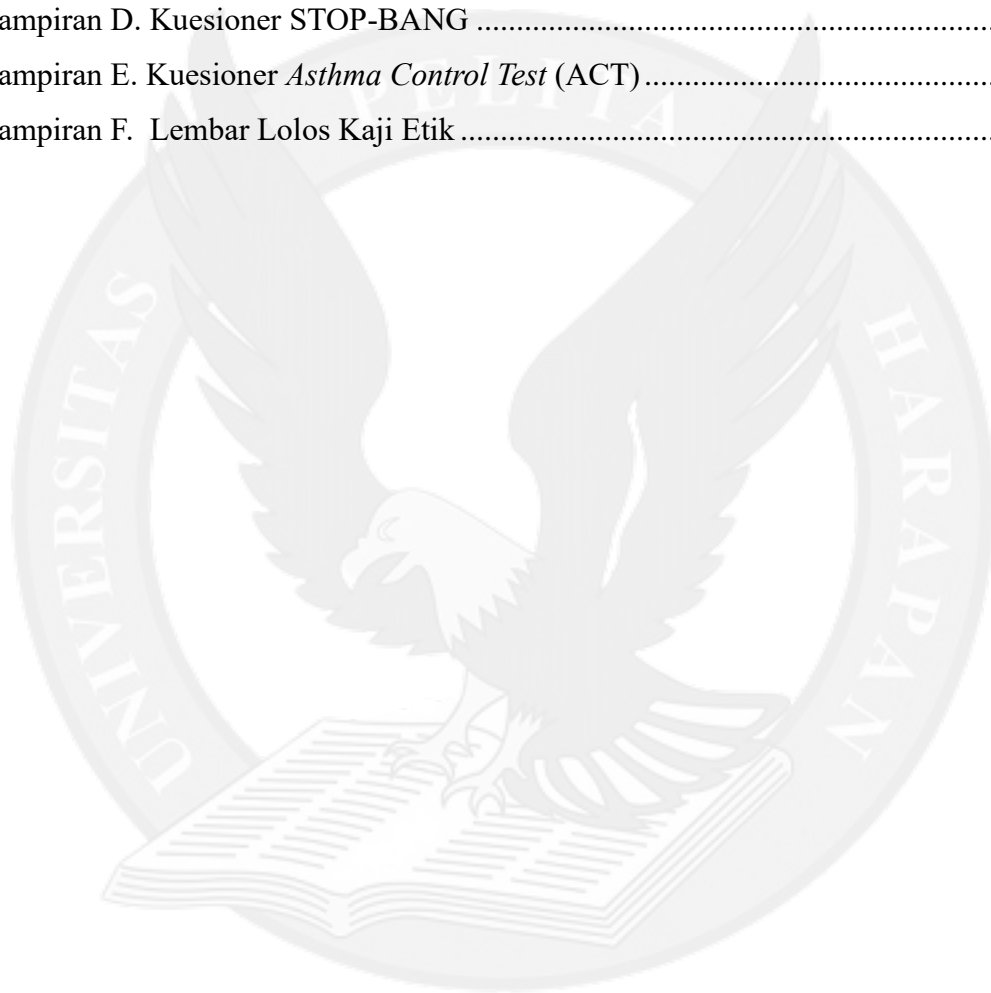 ampiran D. Kuesioner STOP-BANG ........................................................................
ampiran E. Kuesioner Asthma Control Test (ACT) ................................................
ampiran F.  Lembar Lolos Kaji Etik ..........................................................................
UNIVERSITAS PELITA HARAPAN